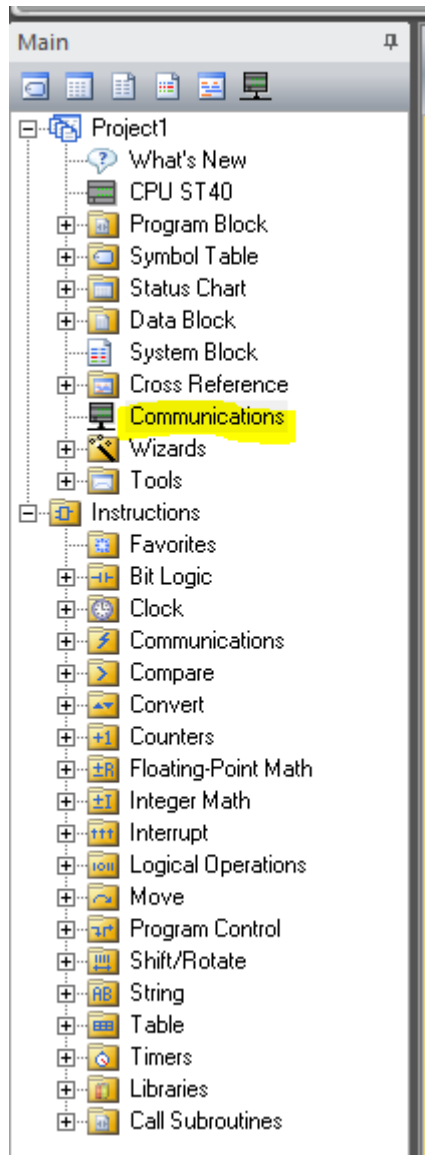 Main
Project1
What's New
CPU ST40
Program Block
Symbol Table
Status Chart
Data Block
System Block
Cross Reference
Communications
Wizards
Tools
Instructions
Favorites
Bit Logic
Clock
Communications
Compare
Convert
Counters
Floating-Point Math
Integer Math
Interrupt
Logical Operations
Move
Program Control
Shift/Rotate
String
Table
Timers
Libraries
Call Subroutines